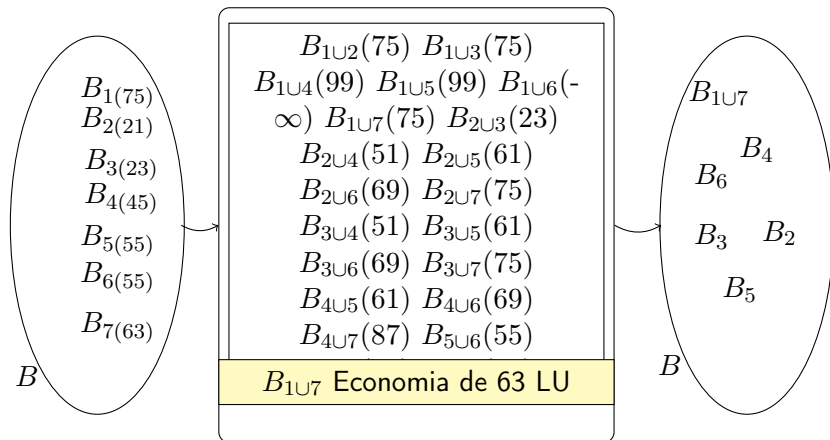 B₁₍₇₅₎
B₂₍₂₁₎
B₃₍₂₃₎
B₄₍₄₅₎
B₅₍₅₅₎
B₆₍₅₅₎
B₇₍₆₃₎
B
B₁∪₂(75) B₁∪₃(75)
B₁∪₄(99) B₁∪₅(99) B₁∪₆(-
∞) B₁∪₇(75) B₂∪₃(23)
B₂∪₄(51) B₂∪₅(61)
B₂∪₆(69) B₂∪₇(75)
B₃∪₄(51) B₃∪₅(61)
B₃∪₆(69) B₃∪₇(75)
B₄∪₅(61) B₄∪₆(69)
B₄∪₇(87) B₅∪₆(55)
B₁∪₇ Economia de 63 LU
B₁∪₇
B₄
B₆
B₃ B₂
B₅
B